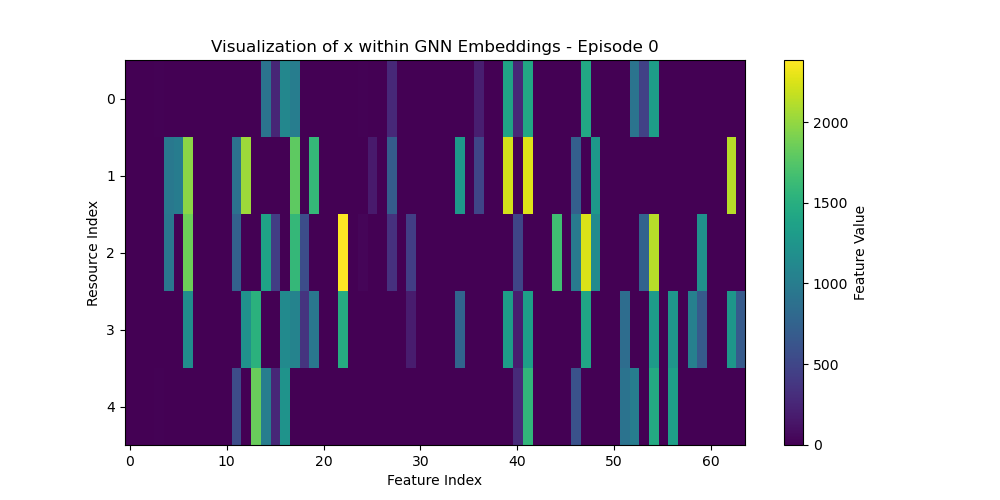 Visualization of x within GNN Embeddings - Episode 0
Resource Index
0
1
2
3
4
0 10 20 30 40 50 60
Feature Index
2000
1500
1000
500
0
Feature Value